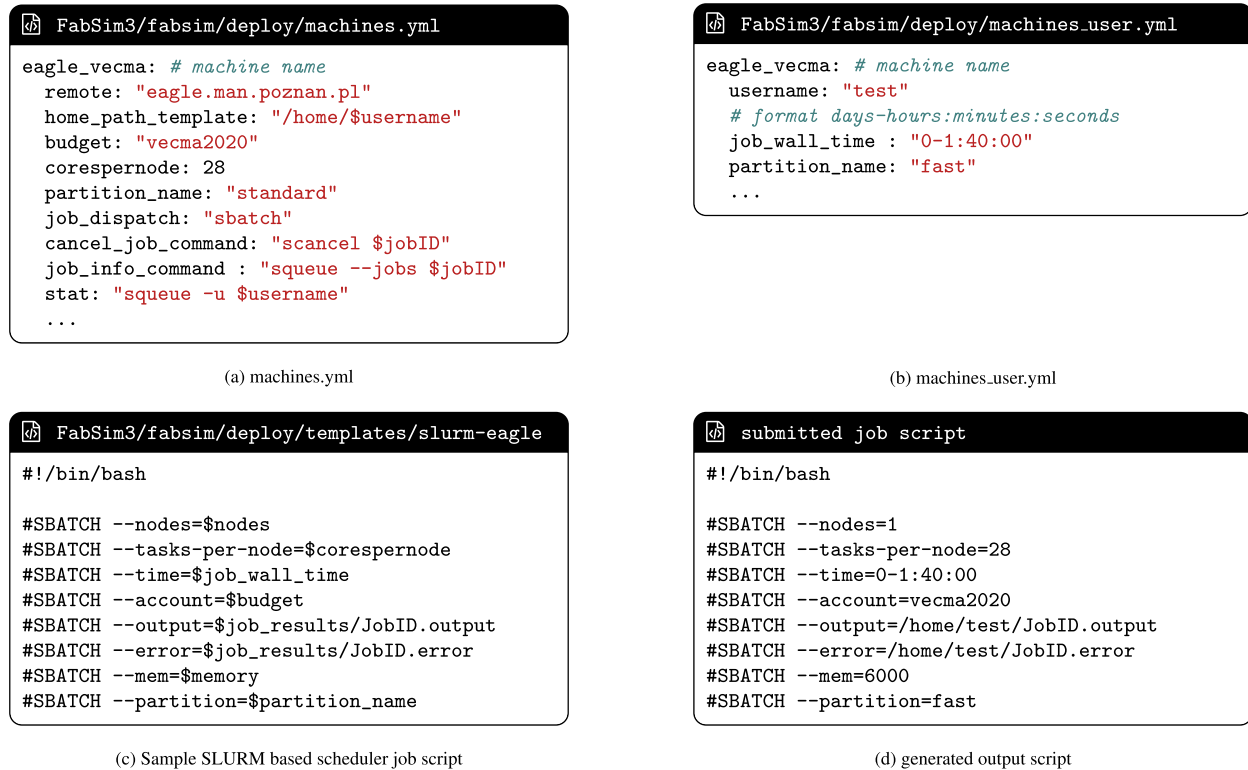 FabSim3/fabsim/deploy/machines.yml
eagle_vecma: # machine name
remote: "eagle.man.poznan.pl"
home_path_template: "/home/$username"
budget: "vecma2020"
corespernode: 28
partition_name: "standard"
job_dispatch: "sbatch"
cancel_job_command: "scancel $jobID"
job_info_command : "squeue --jobs $jobID"
stat: "squeue -u $username"
...
(a) machines.yml
FabSim3/fabsim/deploy/machines_user.yml
eagle_vecma: # machine name
username: "test"
# format days-hours:minutes:seconds
job_wall_time : "0-1:40:00"
partition_name: "fast"
...
(b) machines_user.yml
FabSim3/fabsim/deploy/templates/slurm-eagle
#!/bin/bash
#SBATCH --nodes=$nodes
#SBATCH --tasks-per-node=$corespernode
#SBATCH --time=$job_wall_time
#SBATCH --account=$budget
#SBATCH --output=$job_results/JobID.output
#SBATCH --error=$job_results/JobID.error
#SBATCH --mem=$memory
#SBATCH --partition=$partition_name
(c) Sample SLURM based scheduler job script
submitted job script
#!/bin/bash
#SBATCH --nodes=1
#SBATCH --tasks-per-node=28
#SBATCH --time=0-1:40:00
#SBATCH --account=vecma2020
#SBATCH --output=/home/test/JobID.output
#SBATCH --error=/home/test/JobID.error
#SBATCH --mem=6000
#SBATCH --partition=fast
(d) generated output script